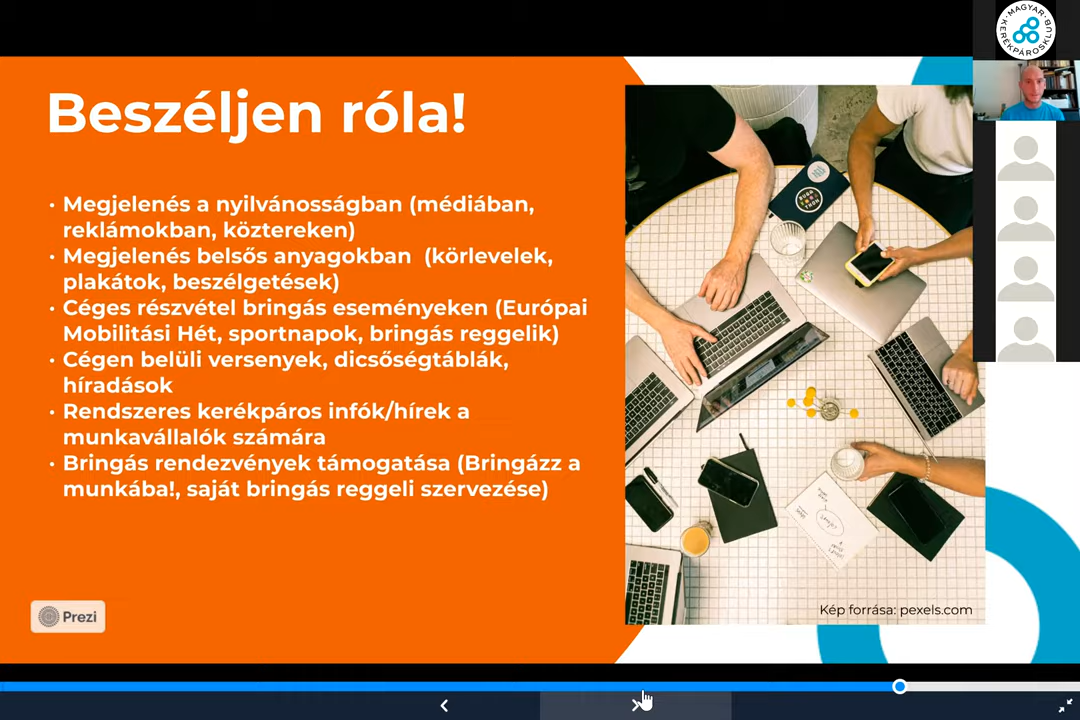 Beszéljen róla!
• Megjelenés a nyilvánosságban (médiában,
reklámokban, köztereken)
• Megjelenés belsős anyagokban (körlevelek,
plakátok, beszélgetések)
• Céges részvétel bringás eseményeken (Európai
Mobilitási Hét, sportnapok, bringás reggelik)
• Cégen belüli versenyek, dicsőségtáblák,
híradások
• Rendszeres kerékpáros infók/hírek a
munkavállalók számára
• Bringás rendezvények támogatása (Bringázz a
munkába!, saját bringás reggeli szervezése)
Prezi
Kép forrása: pexels.com
MAGYAR
KERÉKPÁROSKLUB